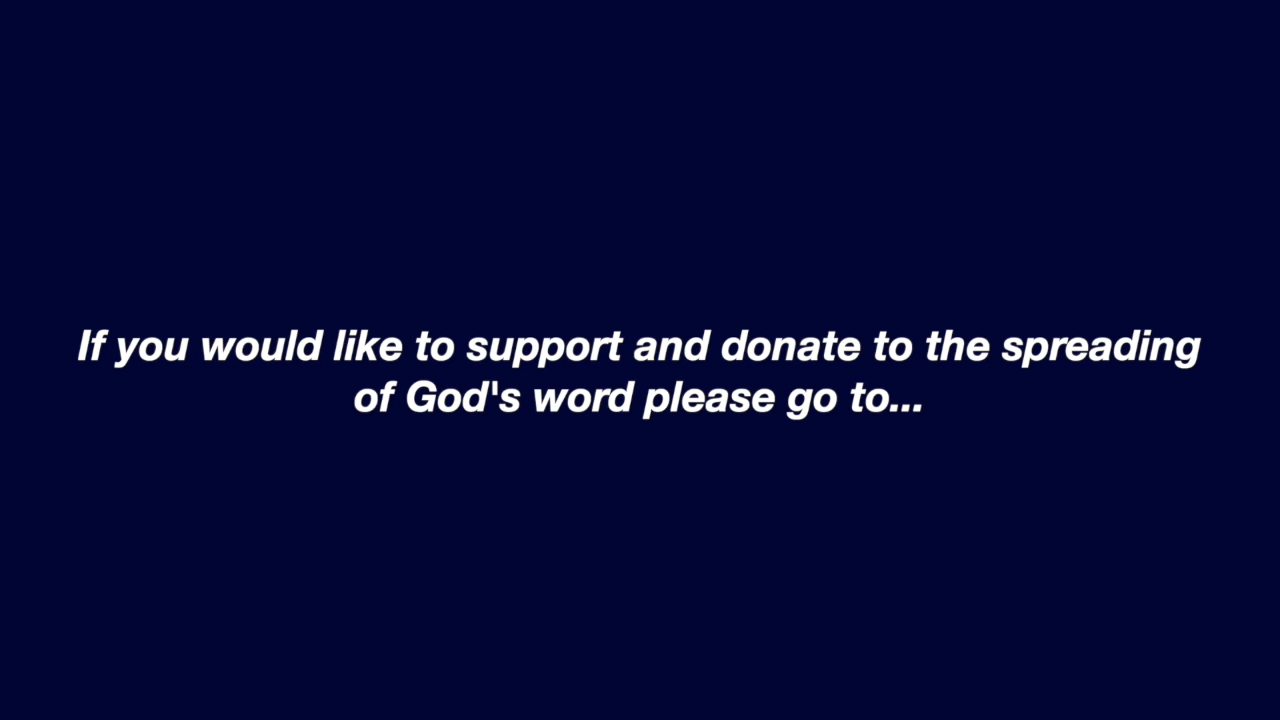 If you would like to support and donate to the spreading
of God's word please go to...